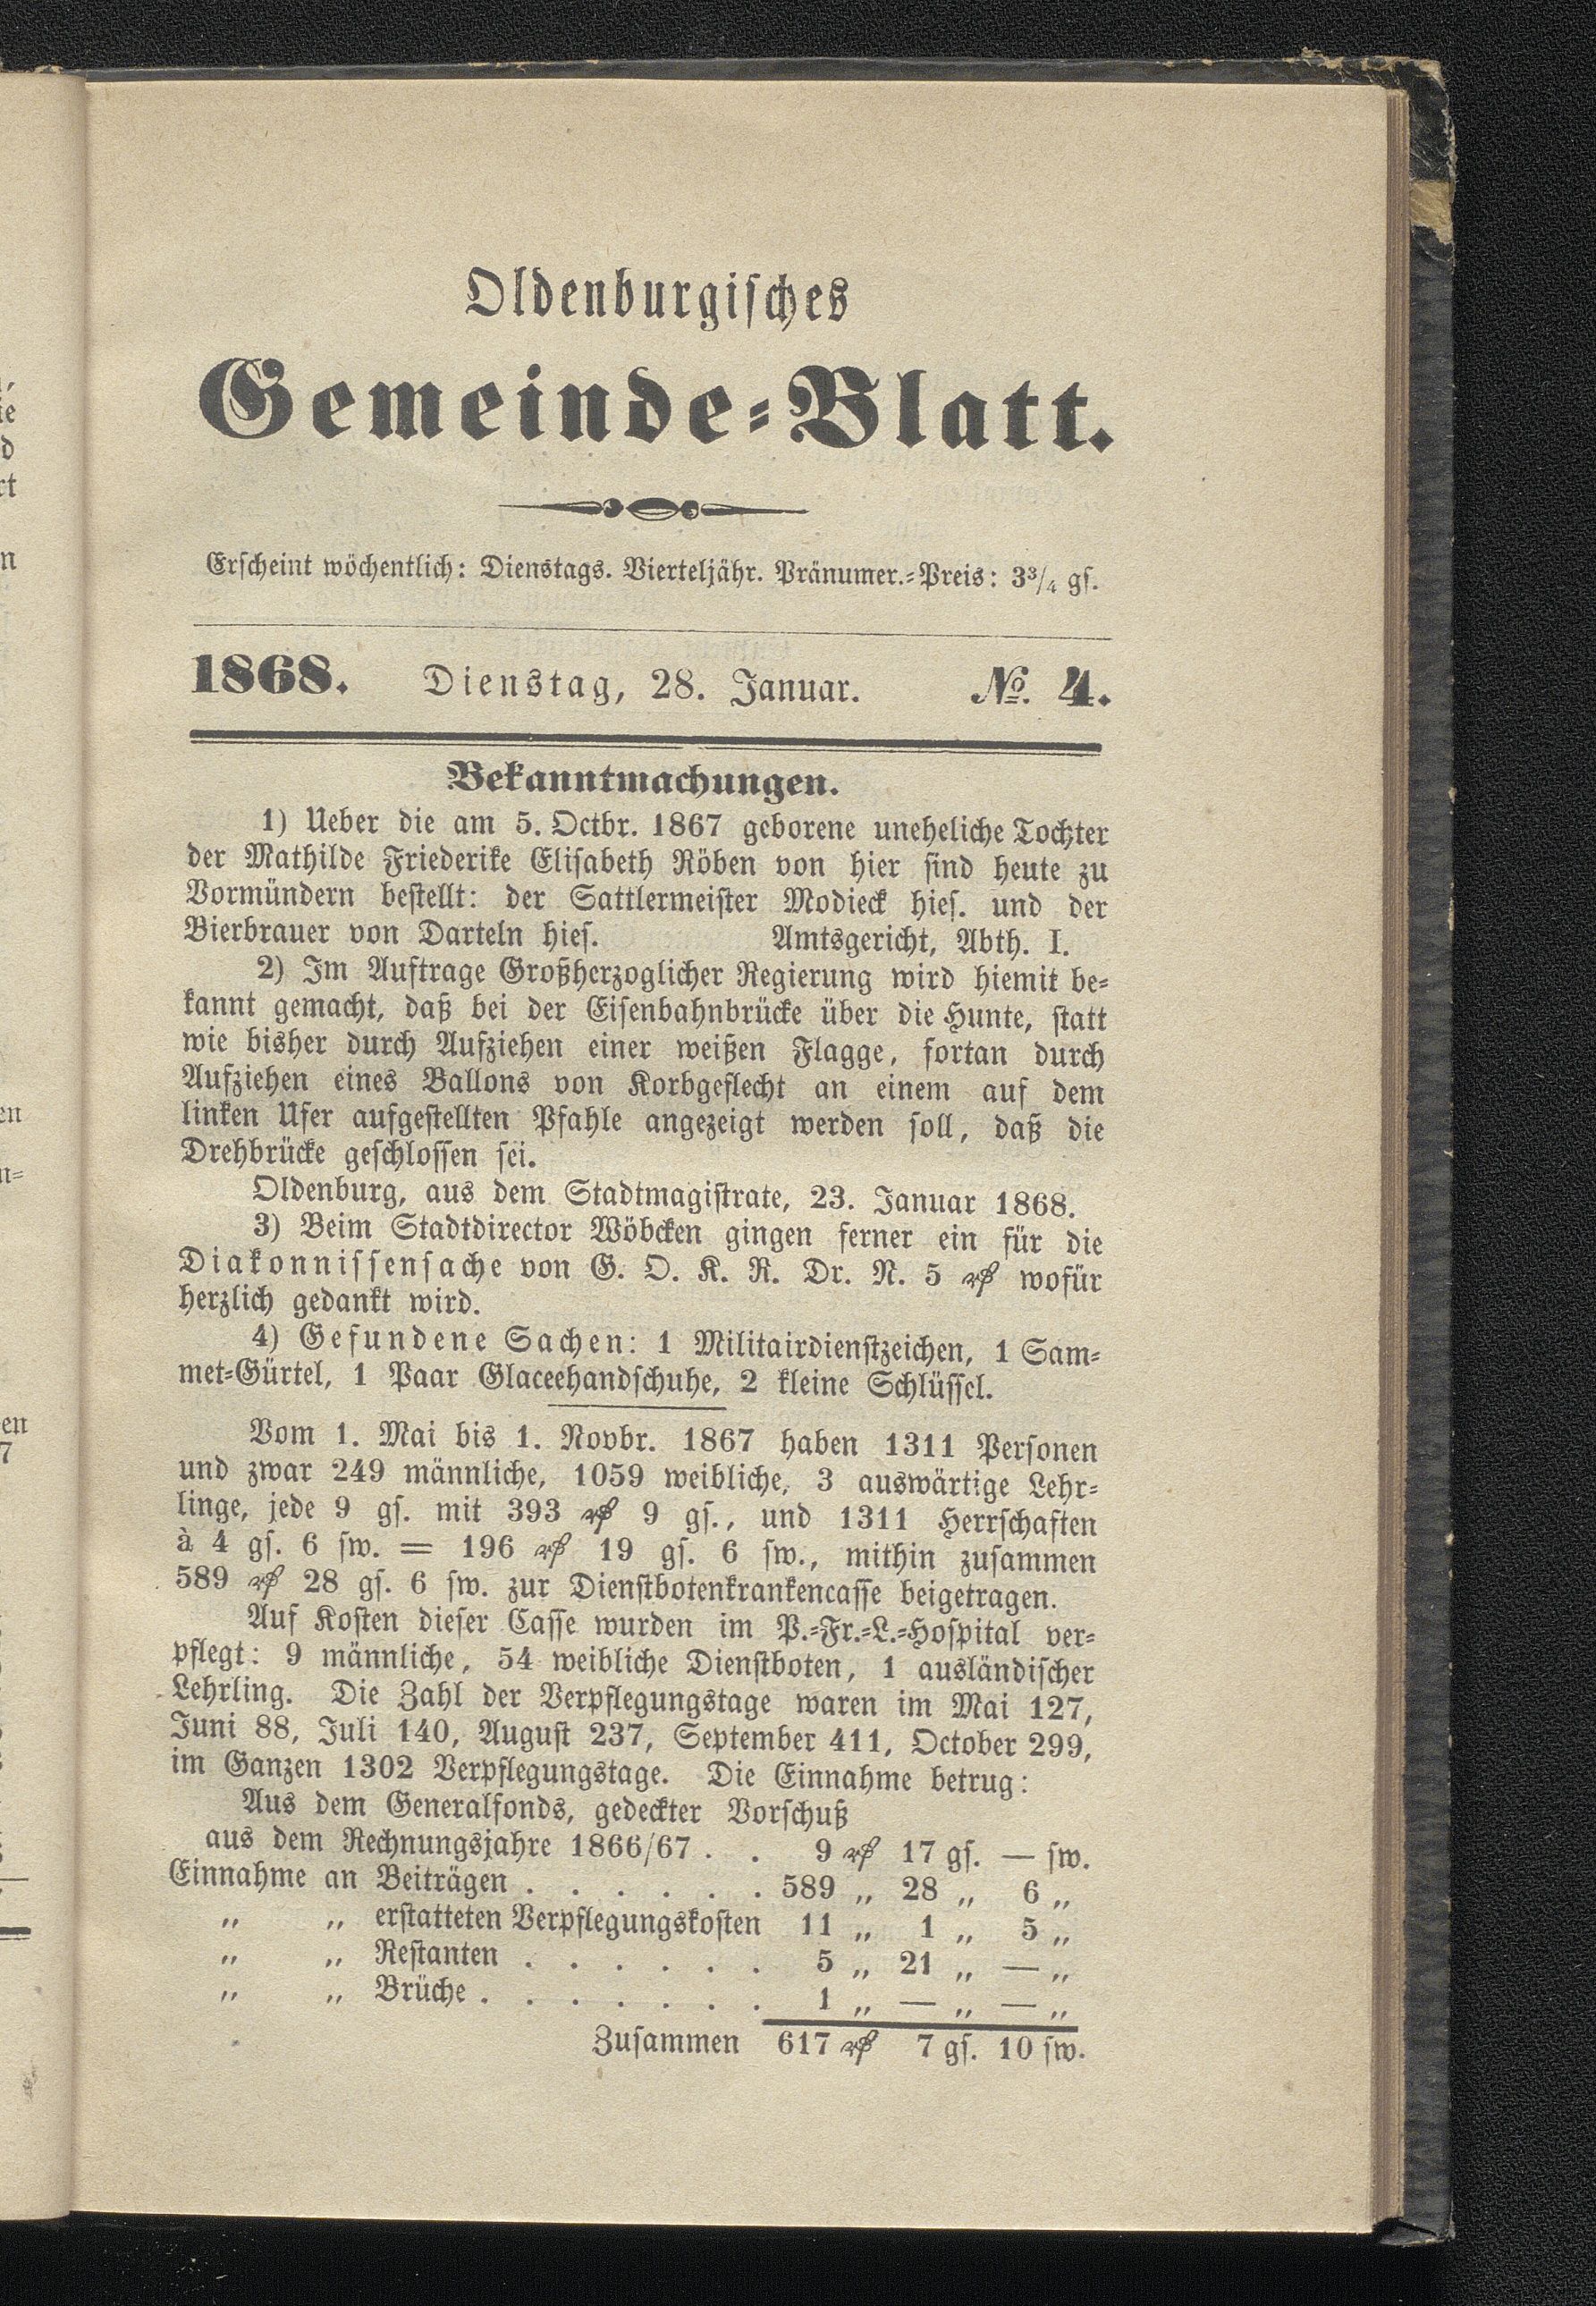 Oldenburgisches
Gemeinde-Blatt.
Erscheint wöchentlich: Dienstags. Vierteljähr. Pränumer.-Preis: 3¾ gs.
1868. Dienstag, 28. Januar. № 4.
Bekanntmachungen.
1) Ueber die am 5. Octbr. 1867 geborene uneheliche Tochter
der Mathilde Friederike Elisabeth Röben von hier sind heute zu
Vormündern bestellt: der Sattlermeister Modieck hies. und der
Bierbrauer von Darteln hies. Amtsgericht, Abth. I.
2) Im Auftrage Großherzoglicher Regierung wird hiemit be-
kannt gemacht, daß bei der Eisenbahnbrücke über die Hunte, statt
wie bisher durch Aufziehen einer weißen Flagge, fortan durch
Aufziehen eines Ballons von Korbgeflecht an einem auf dem
linken Ufer aufgestellten Pfahle angezeigt werden soll, daß die
Drehbrücke geschlossen sei.
Oldenburg, aus dem Stadtmagistrate, 23. Januar 1868.
3) Beim Stadtdirector Wöbcken gingen ferner ein für die
Diakonnissensache von G. O. K. R. Dr. N. 5 ₰ wofür
herzlich gedankt wird.
4) Gefundene Sachen: 1 Militairdienstzeichen, 1 Sam-
met-Gürtel, 1 Paar Glaceehandschuhe, 2 kleine Schlüssel.
Vom 1. Mai bis 1. Novbr. 1867 haben 1311 Personen
und zwar 249 männliche, 1059 weibliche, 3 auswärtige Lehr-
linge, jede 9 gs. mit 393 ₰ 9 gs., und 1311 Herrschaften
à 4 gs. 6 sw. = 196 ₰ 19 gs. 6 sw., mithin zusammen
589 ₰ 28 gs. 6 sw. zur Dienstbotenkrankencasse beigetragen.
Auf Kosten dieser Casse wurden im P.-Fr.-L.-Hospital ver-
pflegt: 9 männliche, 54 weibliche Dienstboten, 1 ausländischer
Lehrling. Die Zahl der Verpflegungstage waren im Mai 127,
Juni 88, Juli 140, August 237, September 411, October 299,
im Ganzen 1302 Verpflegungstage. Die Einnahme betrug:
Aus dem Generalfonds, gedeckter Vorschuß
aus dem Rechnungsjahre 1866/67 . . 9 ₰ 17 gs. — sw.
Einnahme an Beiträgen . . . . . . 589 „ 28 „ 6 „
„ „ erstatteten Verpflegungskosten 11 „ 1 „ 5 „
„ „ Restanten . . . . . . 5 „ 21 „ — „
„ „ Brüche . . . . . . . 1 „ — „ — „
Zusammen 617 ₰ 7 gs. 10 sw.